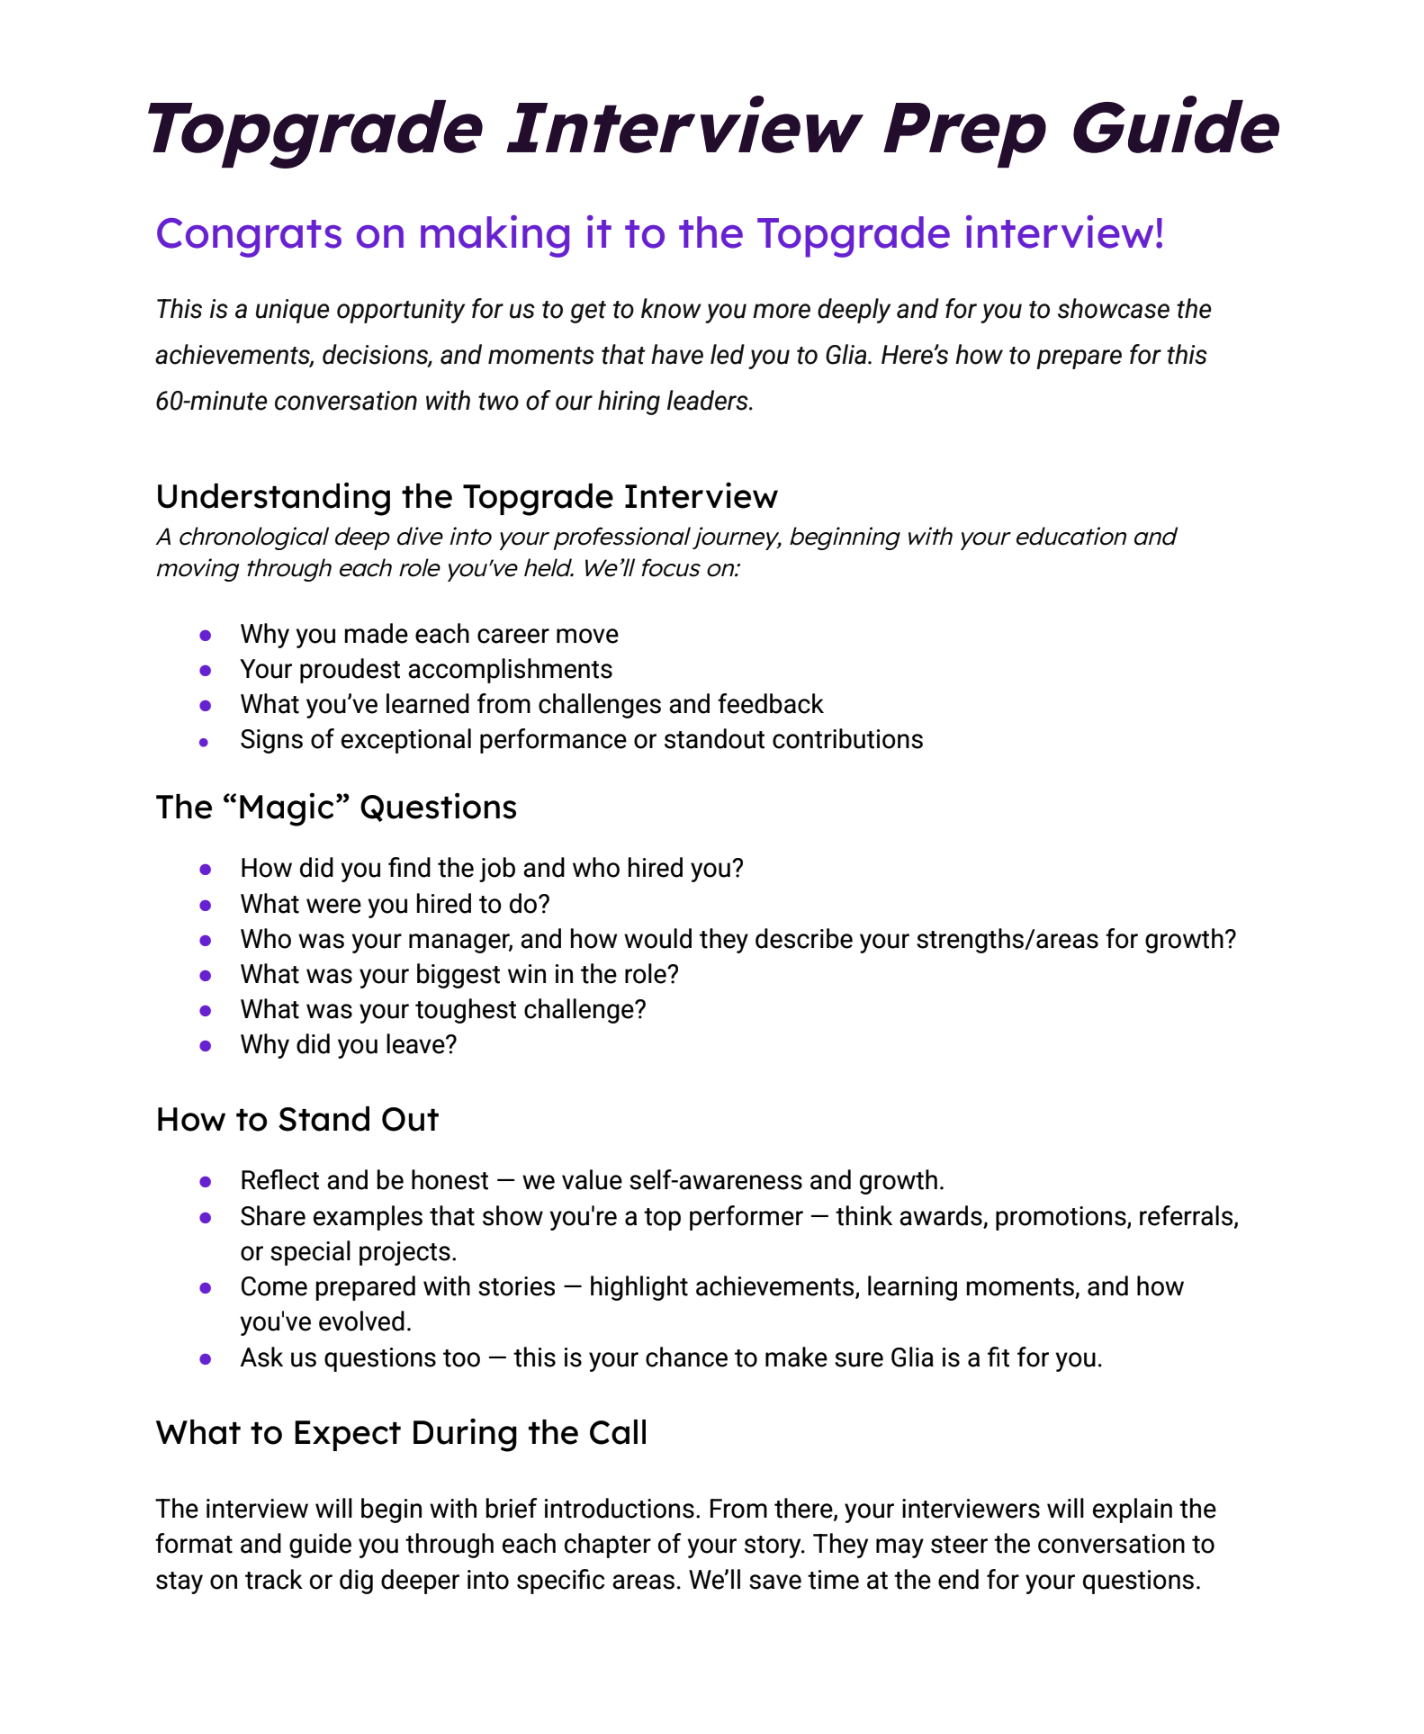 Topgrade Interview Prep Guide
Congrats on making it to the Topgrade interview!
This is a unique opportunity for us to get to know you more deeply and for you to showcase the
achievements, decisions, and moments that have led you to Glia. Here’s how to prepare for this
60-minute conversation with two of our hiring leaders.
Understanding the Topgrade Interview
A chronological deep dive into your professional journey, beginning with your education and
moving through each role you've held. We’ll focus on:
● Why you made each career move
● Your proudest accomplishments
● What you’ve learned from challenges and feedback
● Signs of exceptional performance or standout contributions
The “Magic” Questions
● How did you find the job and who hired you?
● What were you hired to do?
● Who was your manager, and how would they describe your strengths/areas for growth?
● What was your biggest win in the role?
● What was your toughest challenge?
● Why did you leave?
How to Stand Out
● Reflect and be honest — we value self-awareness and growth.
● Share examples that show you're a top performer — think awards, promotions, referrals,
or special projects.
● Come prepared with stories — highlight achievements, learning moments, and how
you've evolved.
● Ask us questions too — this is your chance to make sure Glia is a fit for you.
What to Expect During the Call
The interview will begin with brief introductions. From there, your interviewers will explain the
format and guide you through each chapter of your story. They may steer the conversation to
stay on track or dig deeper into specific areas. We’ll save time at the end for your questions.